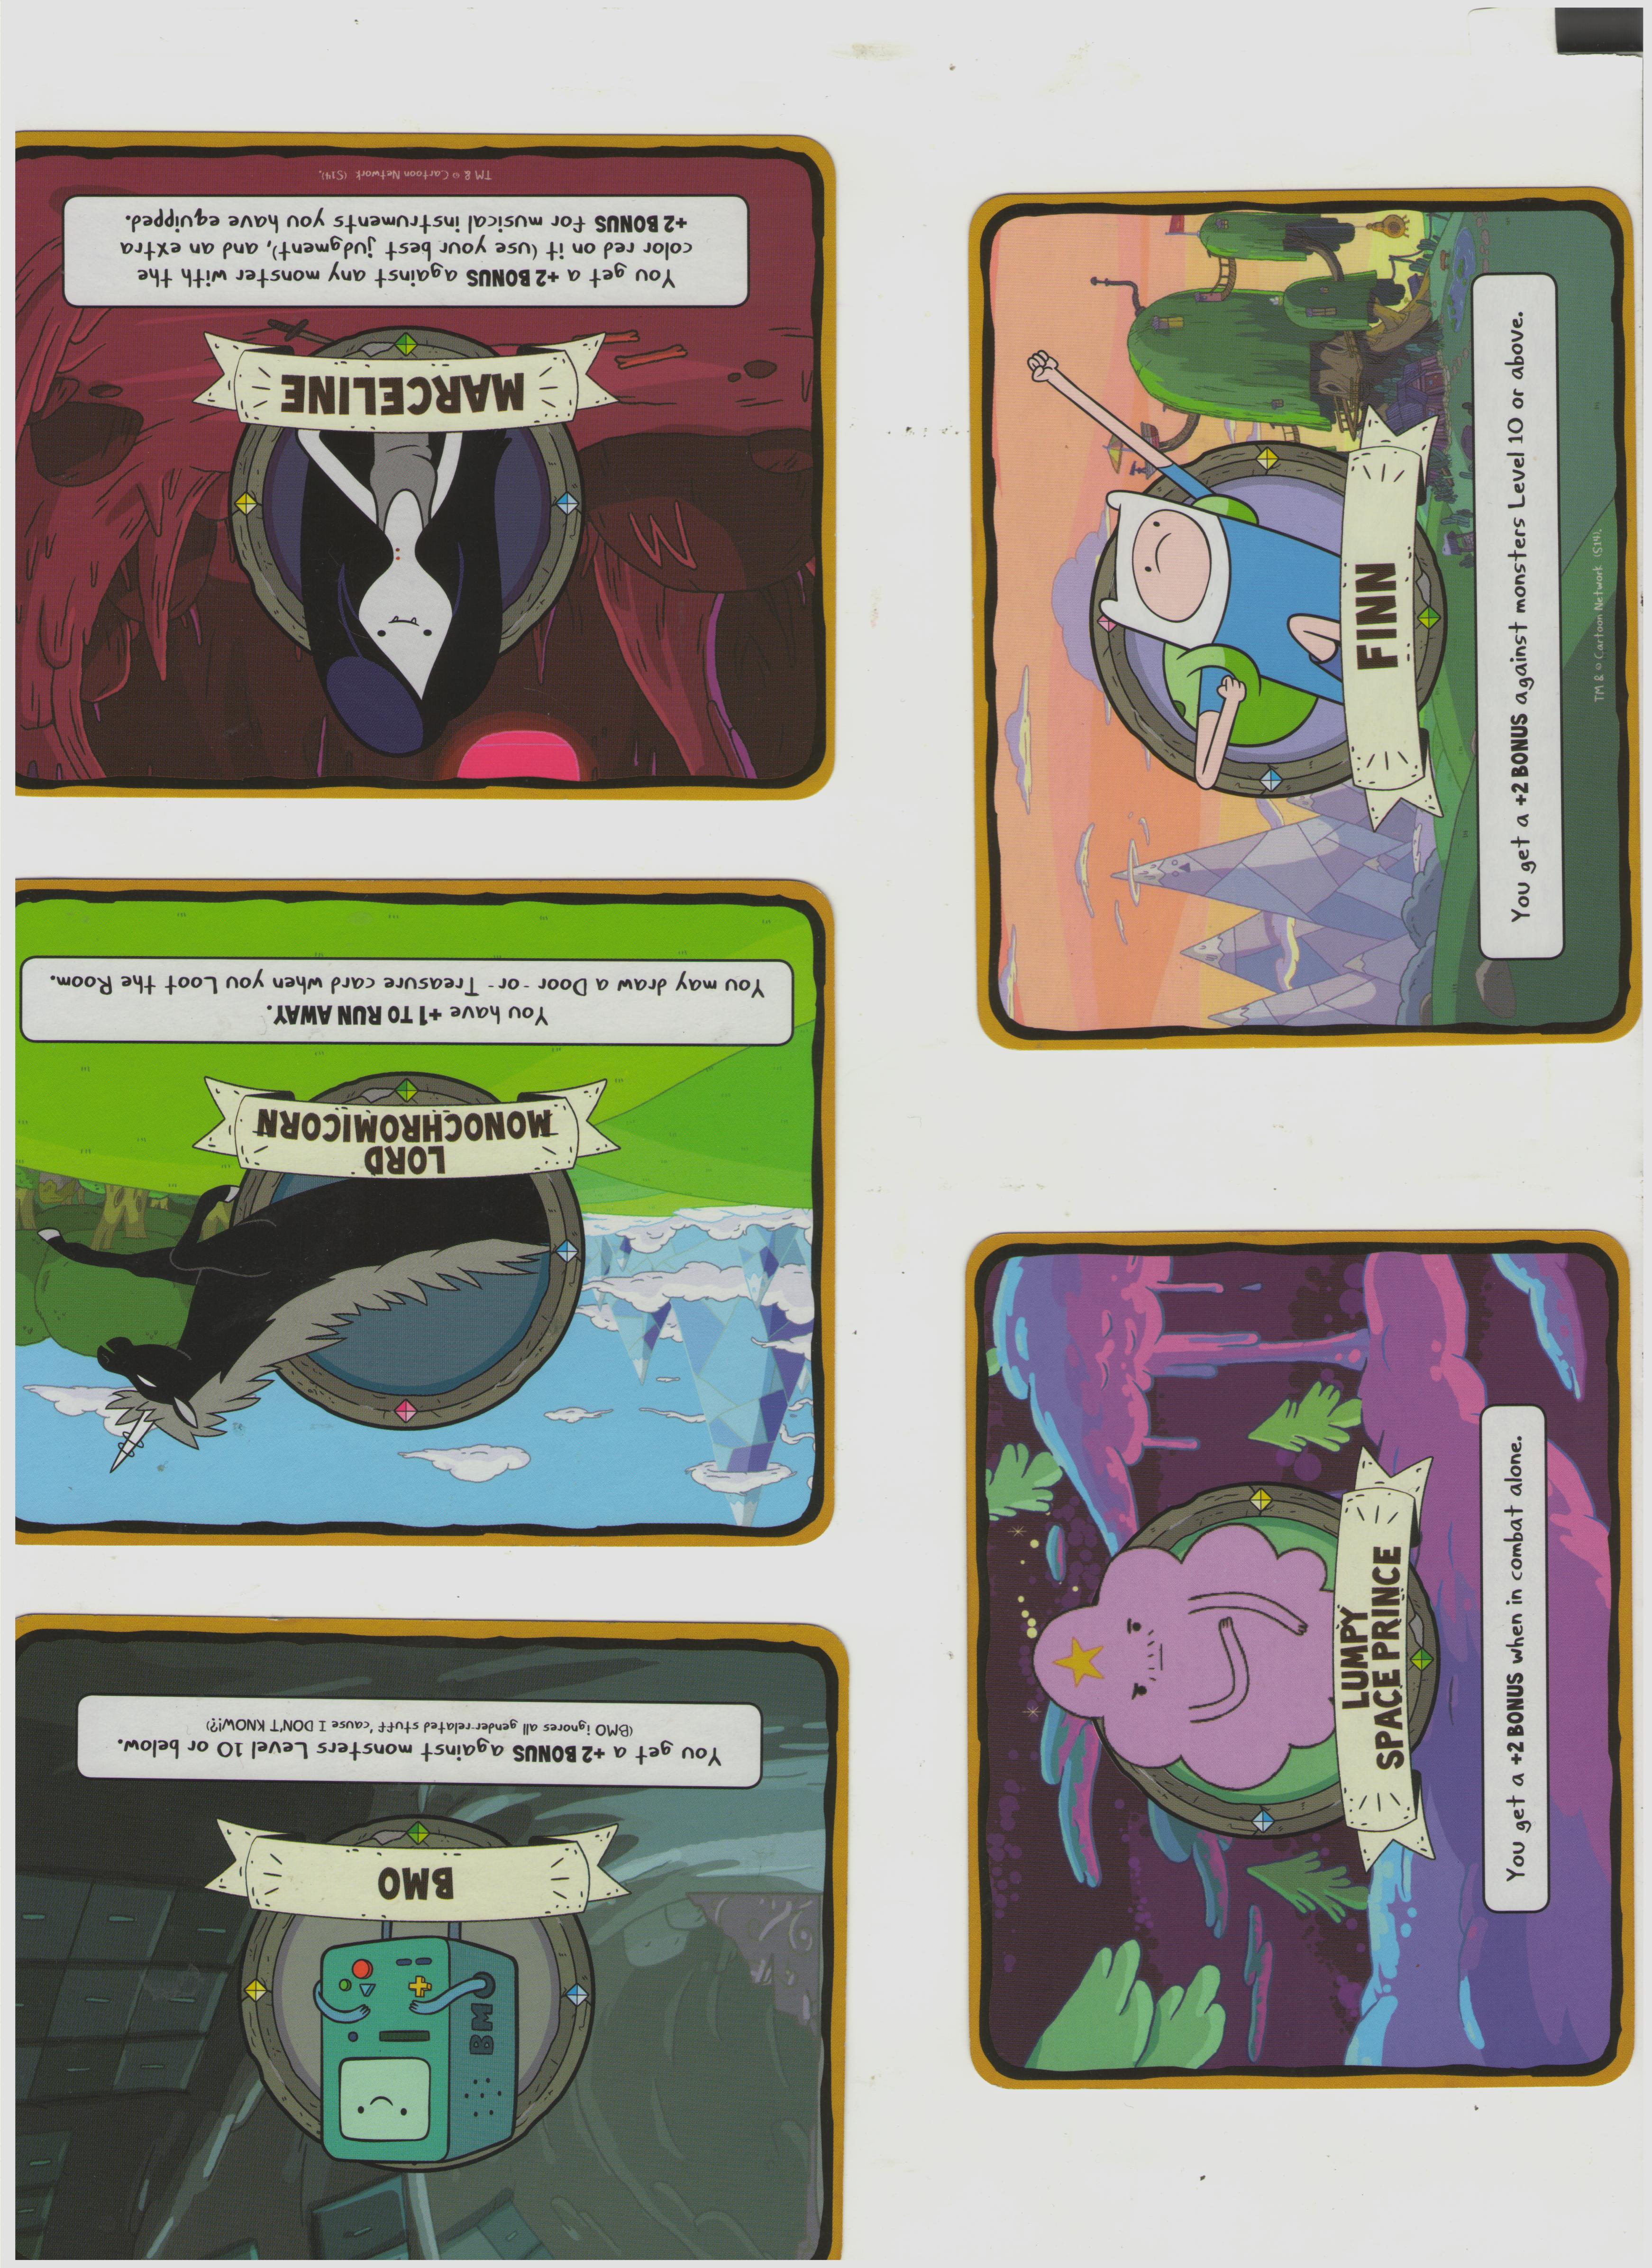 MARCELINE
You get a +2 BONUS against any monster with the
color red on it (use your best judgment), and an extra
+2 BONUS for musical instruments you have equipped.
TM & © Cartoon Network (S14).
LORD
MONOCHROMICORN
You have +1 TO RUN AWAY.
You may draw a Door -or- Treasure card when you Loot the Room.
BMO
BMO
You get a +2 BONUS against monsters Level 10 or below.
(BMO ignores all gender-related stuff 'cause I DON'T KNOW!?)
FINN
You get a +2 BONUS against monsters Level 10 or above.
TM & © Cartoon Network (S14).
LUMPY
SPACE PRINCE
You get a +2 BONUS when in combat alone.